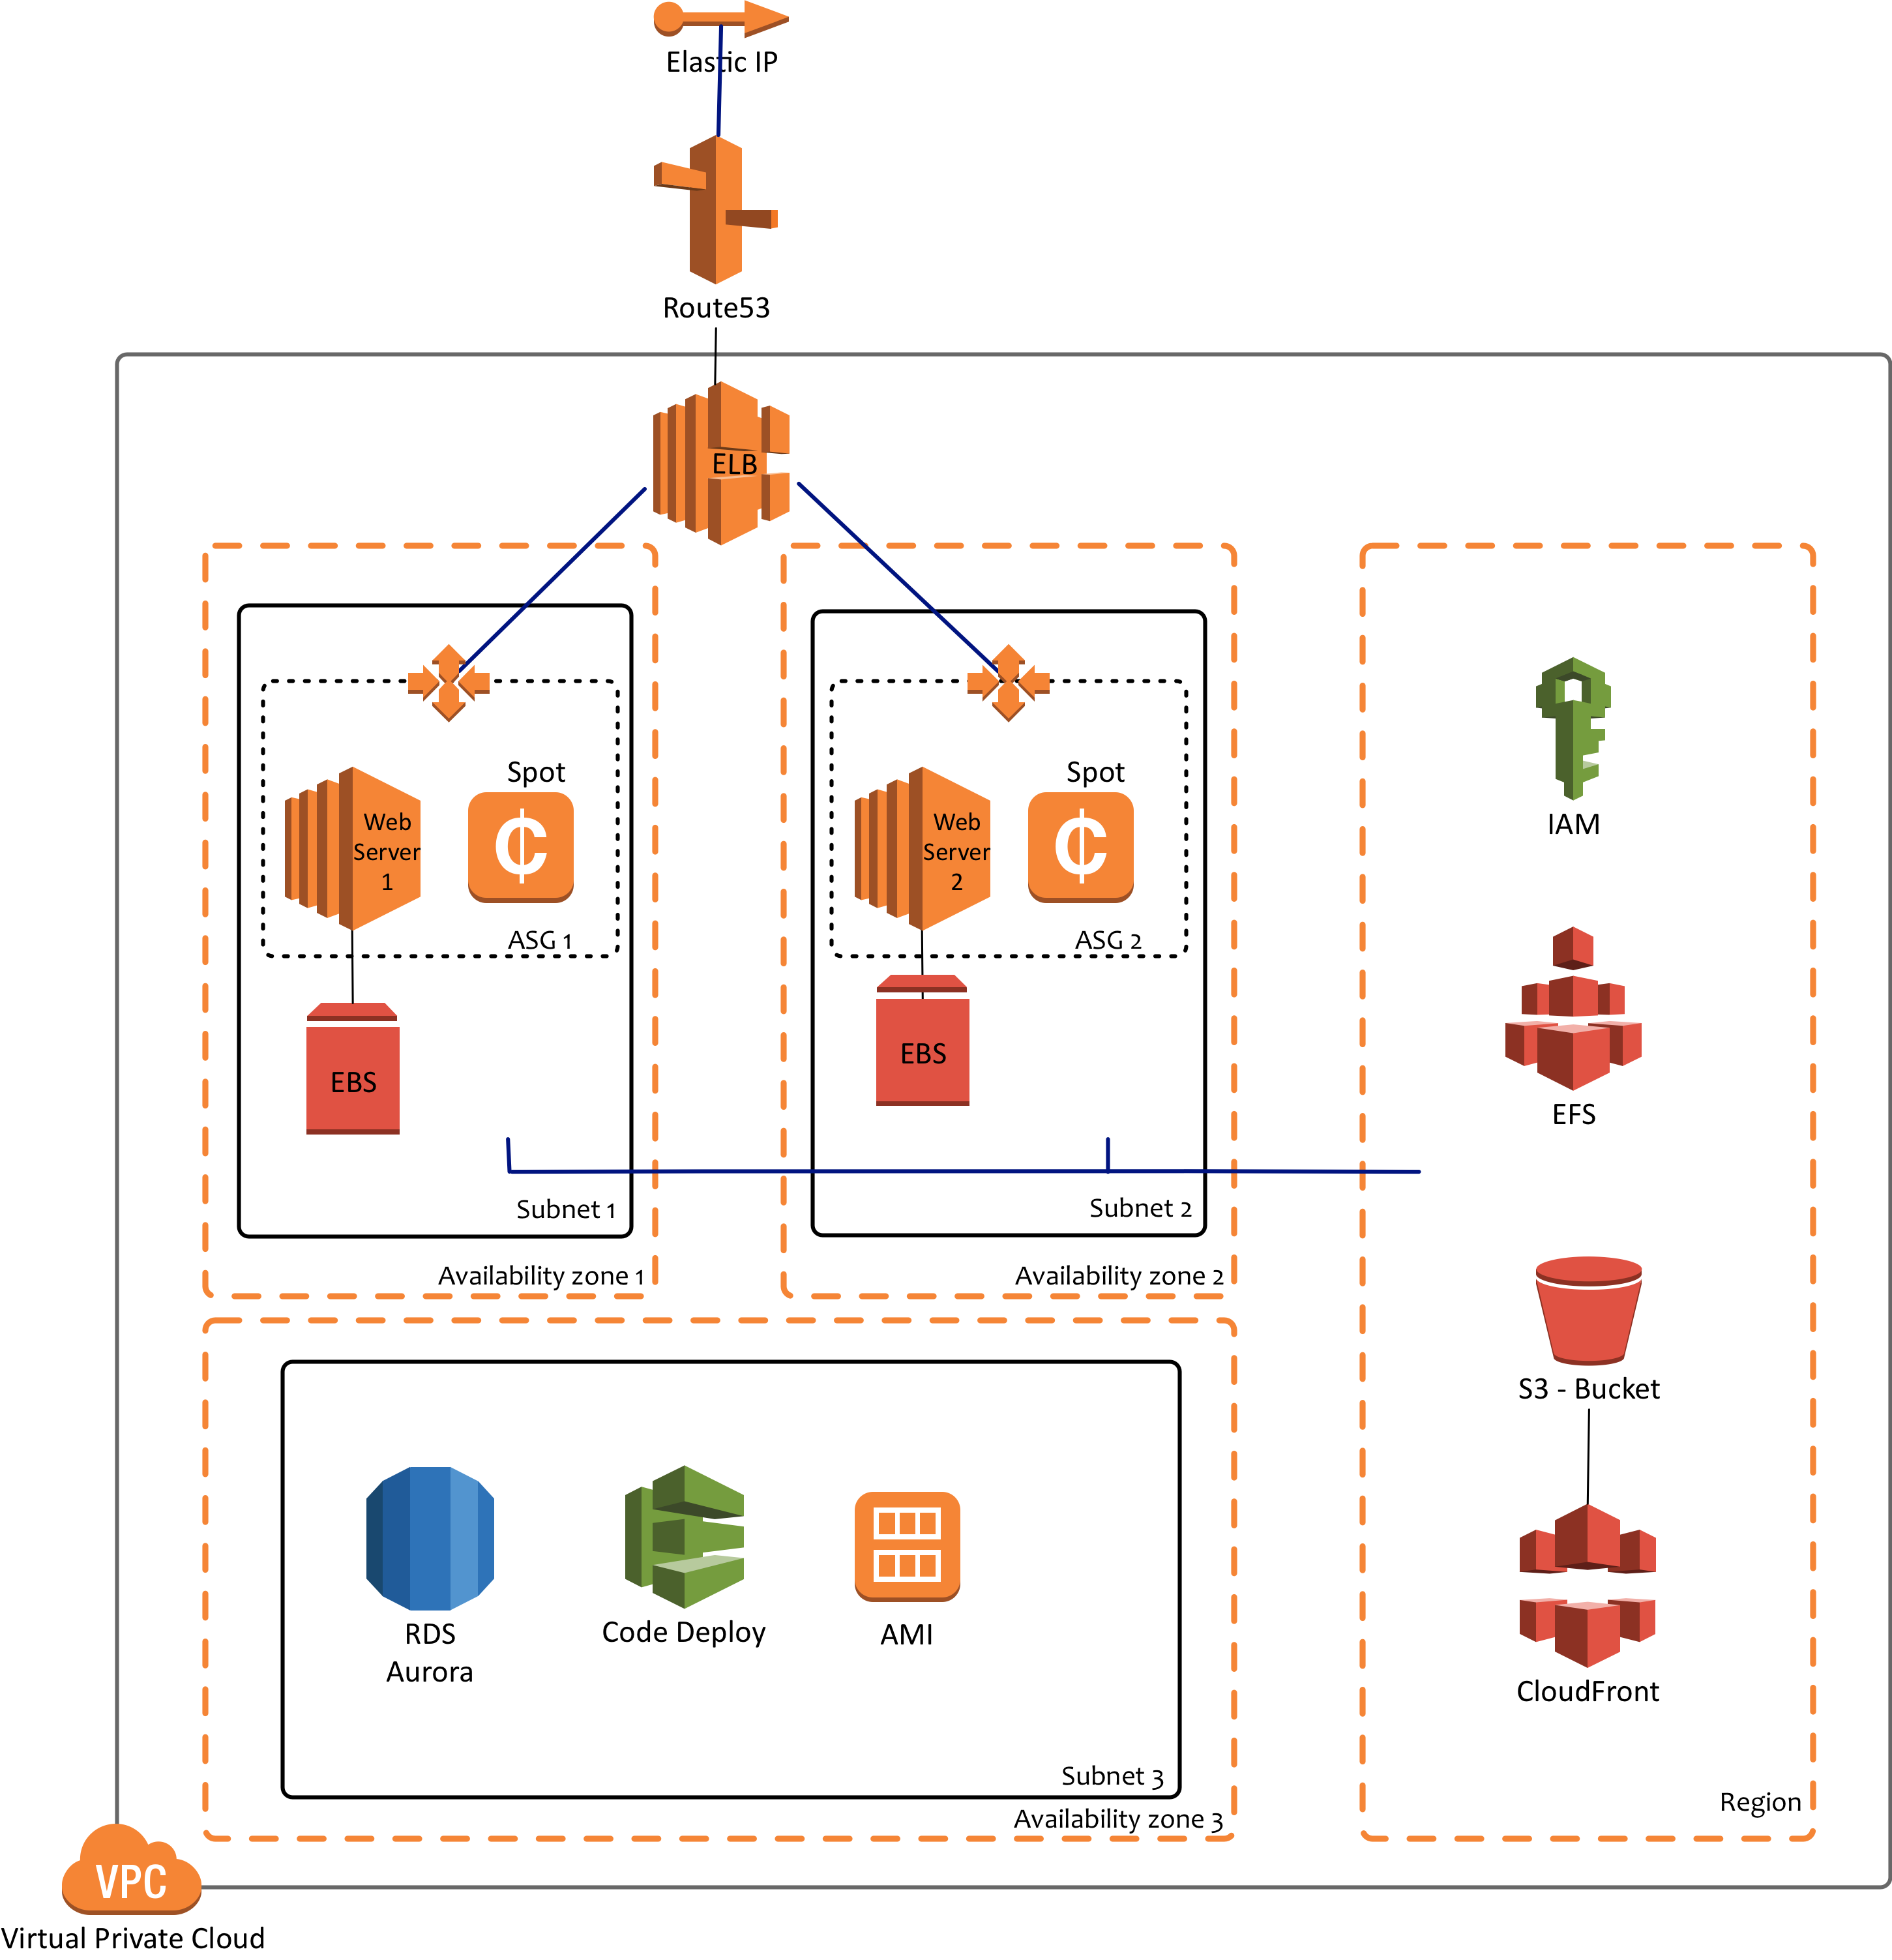 Elastic IP
Route53
ELB
Spot
Web
Server
1
ASG 1
EBS
Subnet 1
Availability zone 1
Spot
Web
Server
2
ASG 2
EBS
Subnet 2
Availability zone 2
IAM
EFS
S3 - Bucket
CloudFront
Region
RDS
Aurora
Code Deploy
AMI
Subnet 3
Availability zone 3
VPC
Virtual Private Cloud